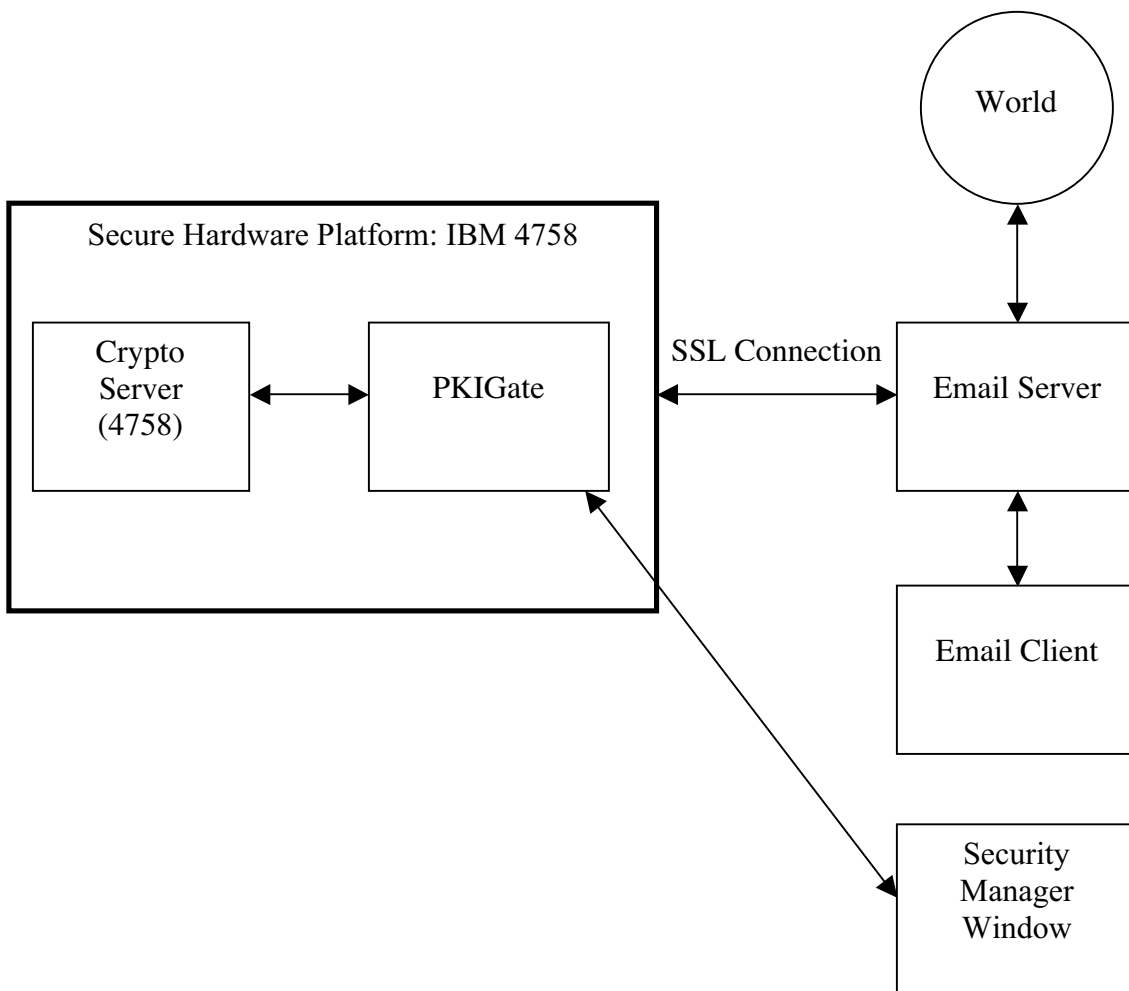 World
Secure Hardware Platform: IBM 4758
Crypto
Server
(4758)
PKIGate
SSL Connection
Email Server
Email Client
Security
Manager
Window